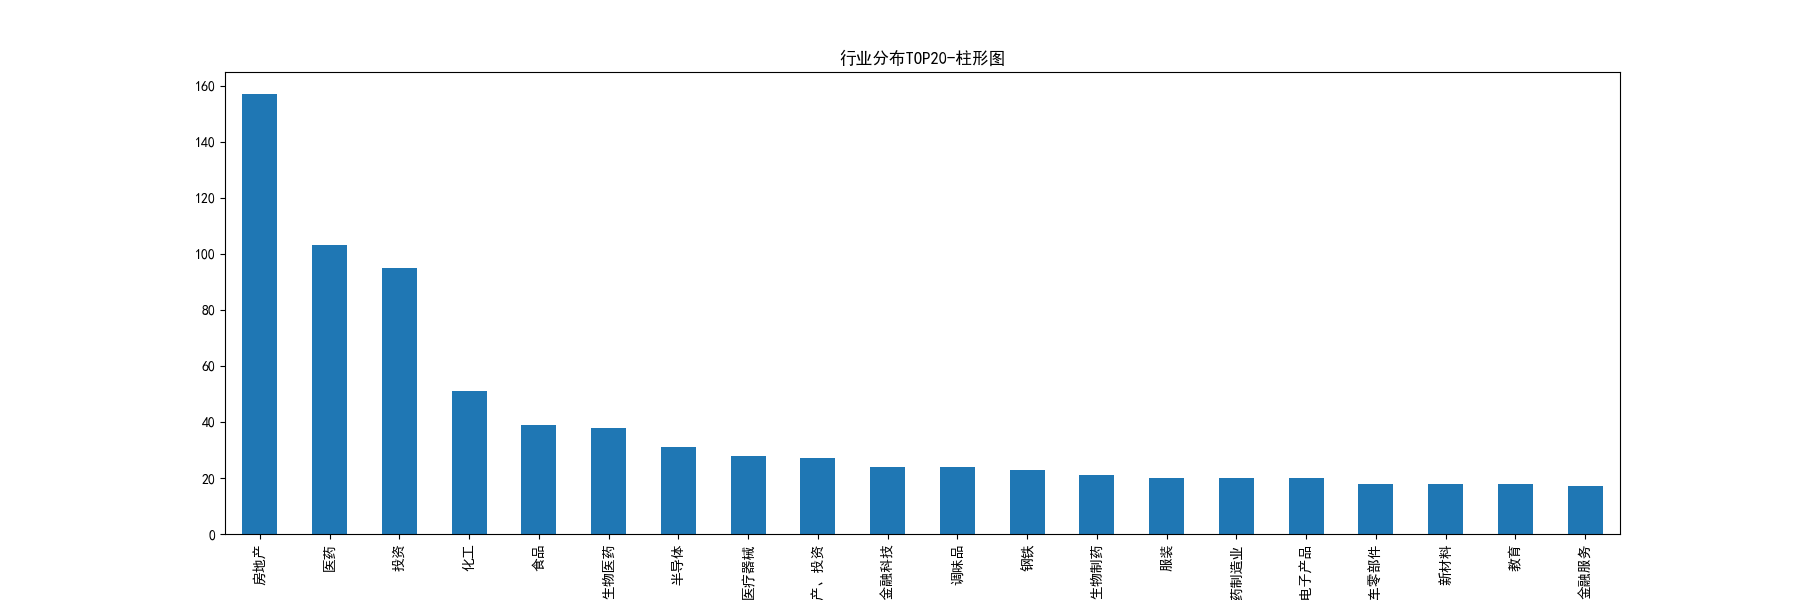 行业分布TOP20-柱形图
160
140
120
100
80
60
40
20
0
房地产
医药
投资
化工
食品
生物医药
半导体
医疗器械
产、投资
金融科技
调味品
钢铁
生物制药
服装
药制造业
电子产品
车零部件
新材料
教育
金融服务